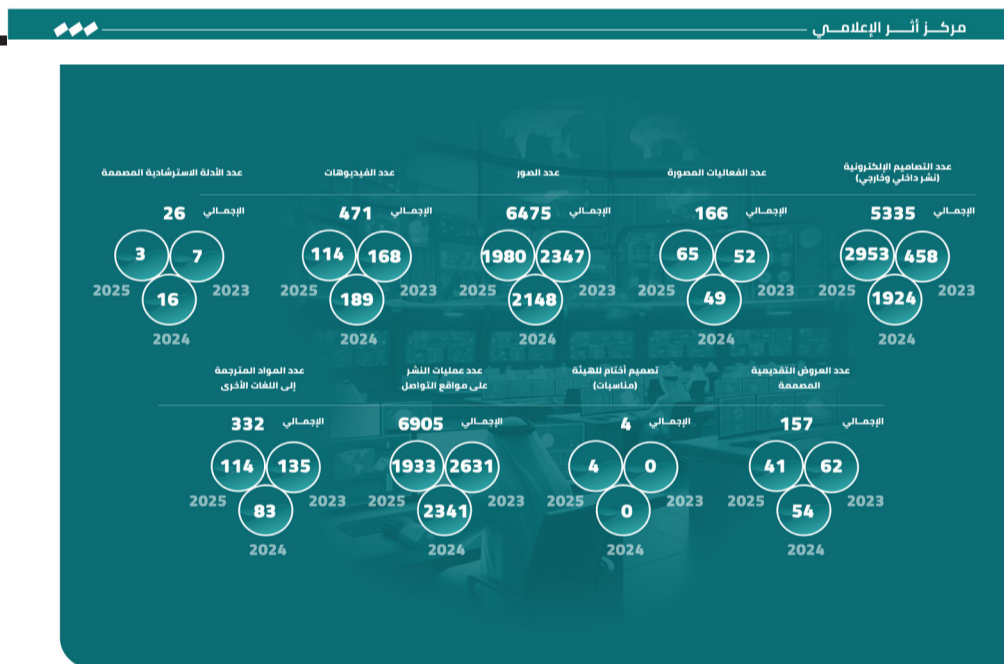 مركز أثر الإعلامي
عدد التصاميم الإلكترونية
(نشر داخلي وخارجي)
الإجمالي 5335
458
2953
2023
2025
1924
2024
عدد الفعاليات المصورة
الإجمالي 166
52
65
2023
2025
49
2024
عدد الصور
الإجمالي 6475
2347
1980
2023
2025
2148
2024
عدد الفيديوهات
الإجمالي 471
168
114
2023
2025
189
2024
عدد الأدلة الاسترشادية المصممة
الإجمالي 26
7
3
2023
2025
16
2024
عدد العروض التقديمية
المصممة
الإجمالي 157
62
41
2023
2025
54
2024
تصميم أختام للهيئة
(مناسبات)
الإجمالي 4
0
4
2023
2025
0
2024
عدد عمليات النشر
على مواقع التواصل
الإجمالي 6905
2631
1933
2023
2025
2341
2024
عدد المواد المترجمة
إلى اللغات الأخرى
الإجمالي 332
135
114
2023
2025
83
2024